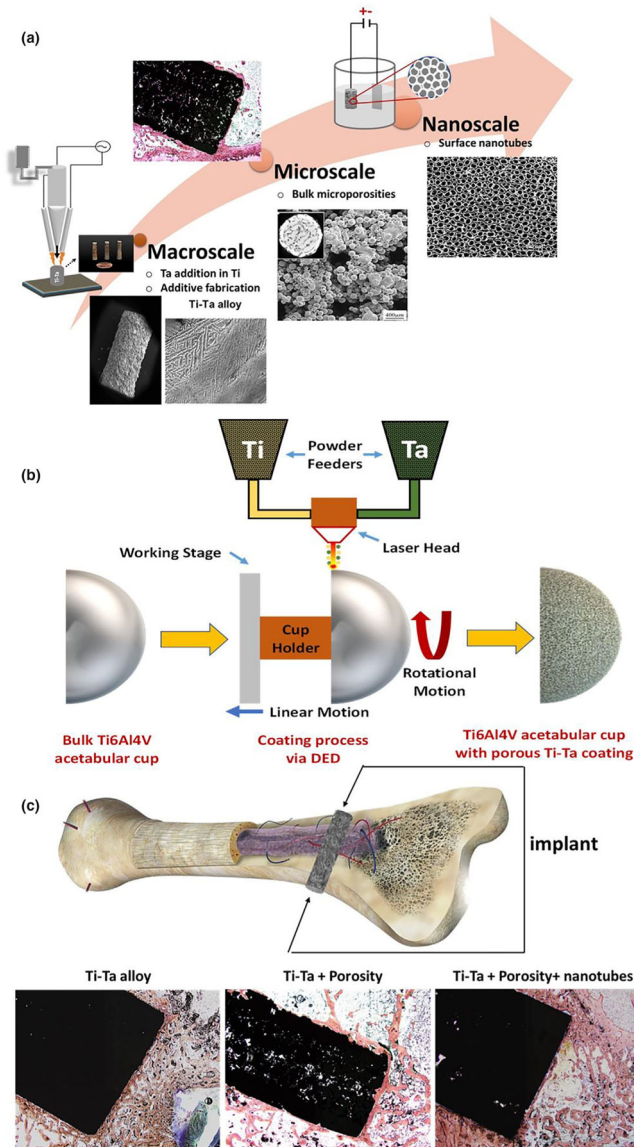 (a)
+-
Nanoscale
Surface nanotubes
Microscale
Bulk microporosities
400µm
Macroscale
Ta addition in Ti
Additive fabrication
Ti-Ta alloy
Ti-Ta
(b)
Ti
Powder
Feeders
Ta
Laser Head
Working Stage
Cup
Holder
Rotational
Motion
Linear Motion
Bulk Ti6Al4V
acetabular cup
Coating process
via DED
Ti6Al4V acetabular cup
with porous Ti-Ta coating
(c)
implant
Ti-Ta alloy
Ti-Ta + Porosity
Ti-Ta + Porosity+ nanotubes